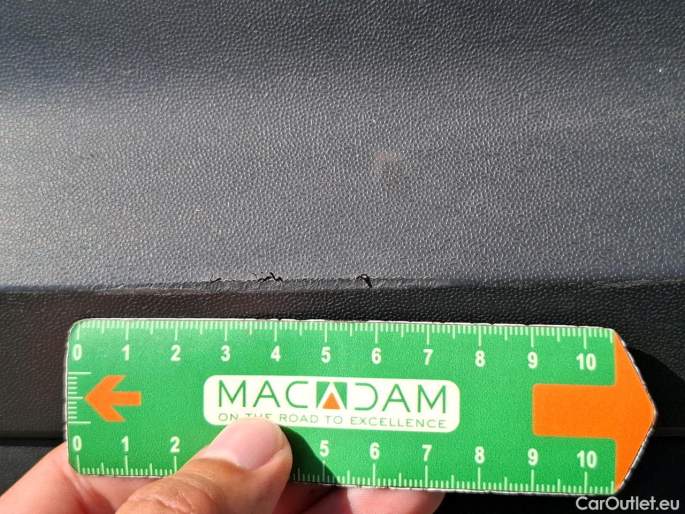 0 1 2 3 4 5 6 7 8 9 10
MACADAM
ON THE ROAD TO EXCELLENCE
0 1 2 5 6 7 8 9 10
CarOutlet.eu